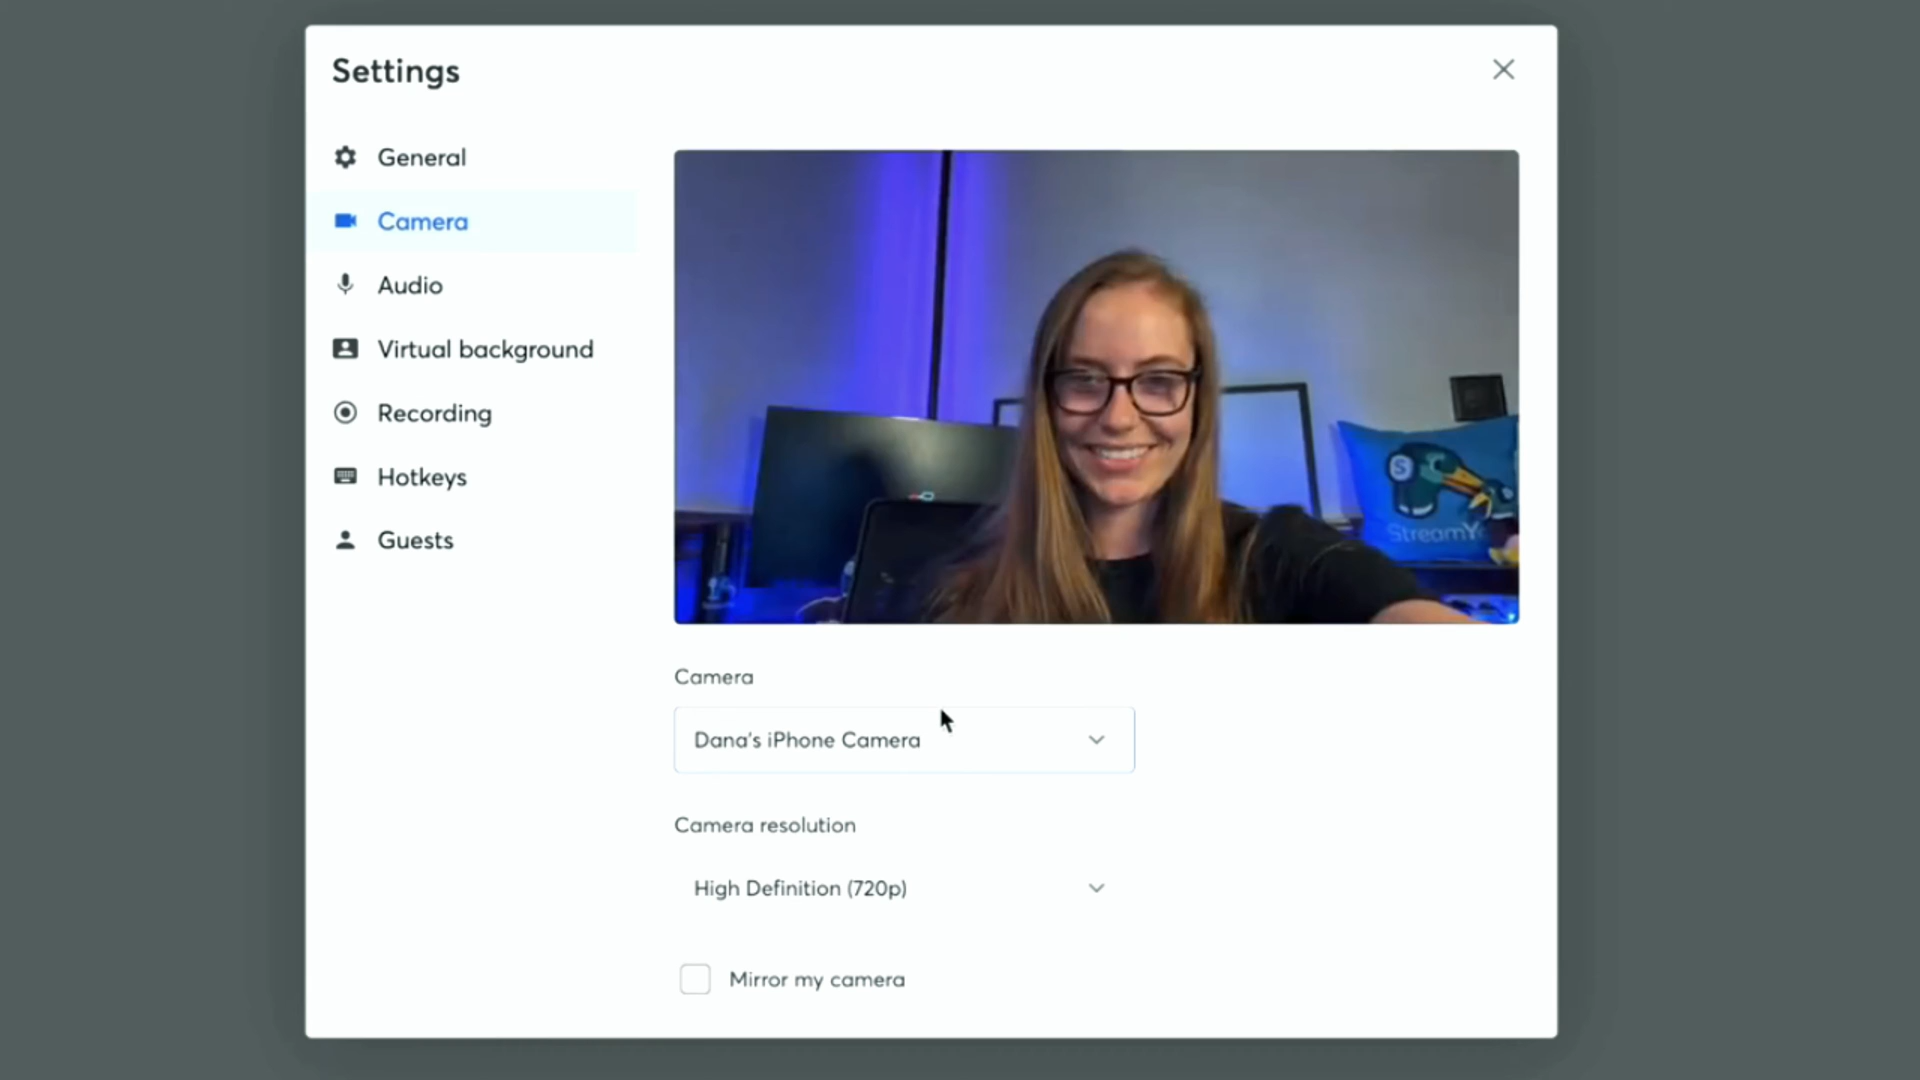 Settings
General
Camera
Audio
Virtual background
Recording
Hotkeys
Guests
S
StreamY
Camera
Dana's iPhone Camera
Camera resolution
High Definition (720p)
Mirror my camera